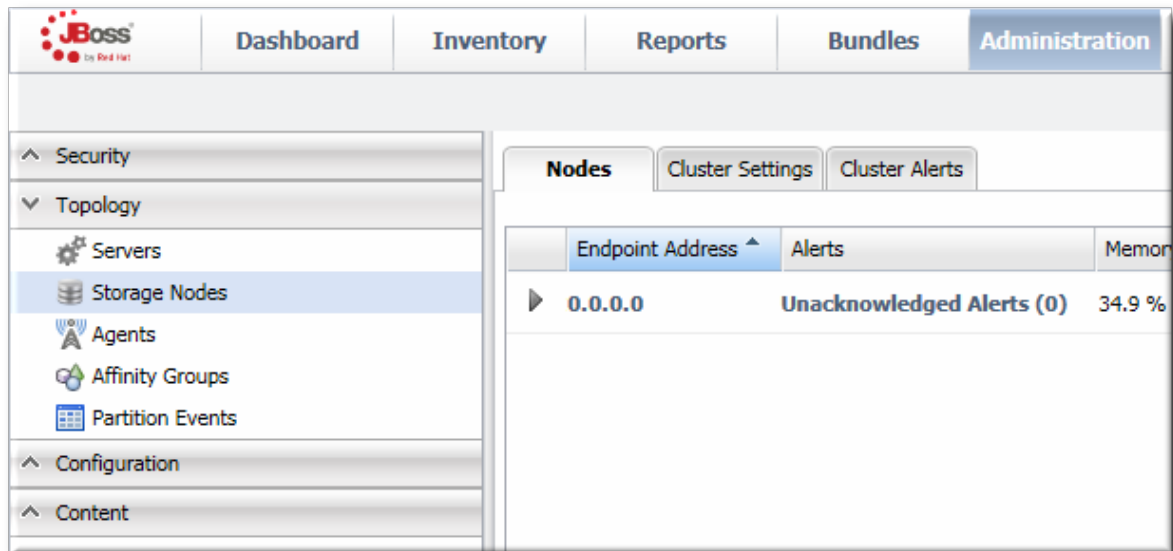 JBoss
by Red Hat
Dashboard Inventory Reports Bundles Administration
Security
Topology
Servers
Storage Nodes
Agents
Affinity Groups
Partition Events
Configuration
Content
Nodes Cluster Settings Cluster Alerts
Endpoint Address Alerts
0.0.0.0 Unacknowledged Alerts (0) 34.9 %